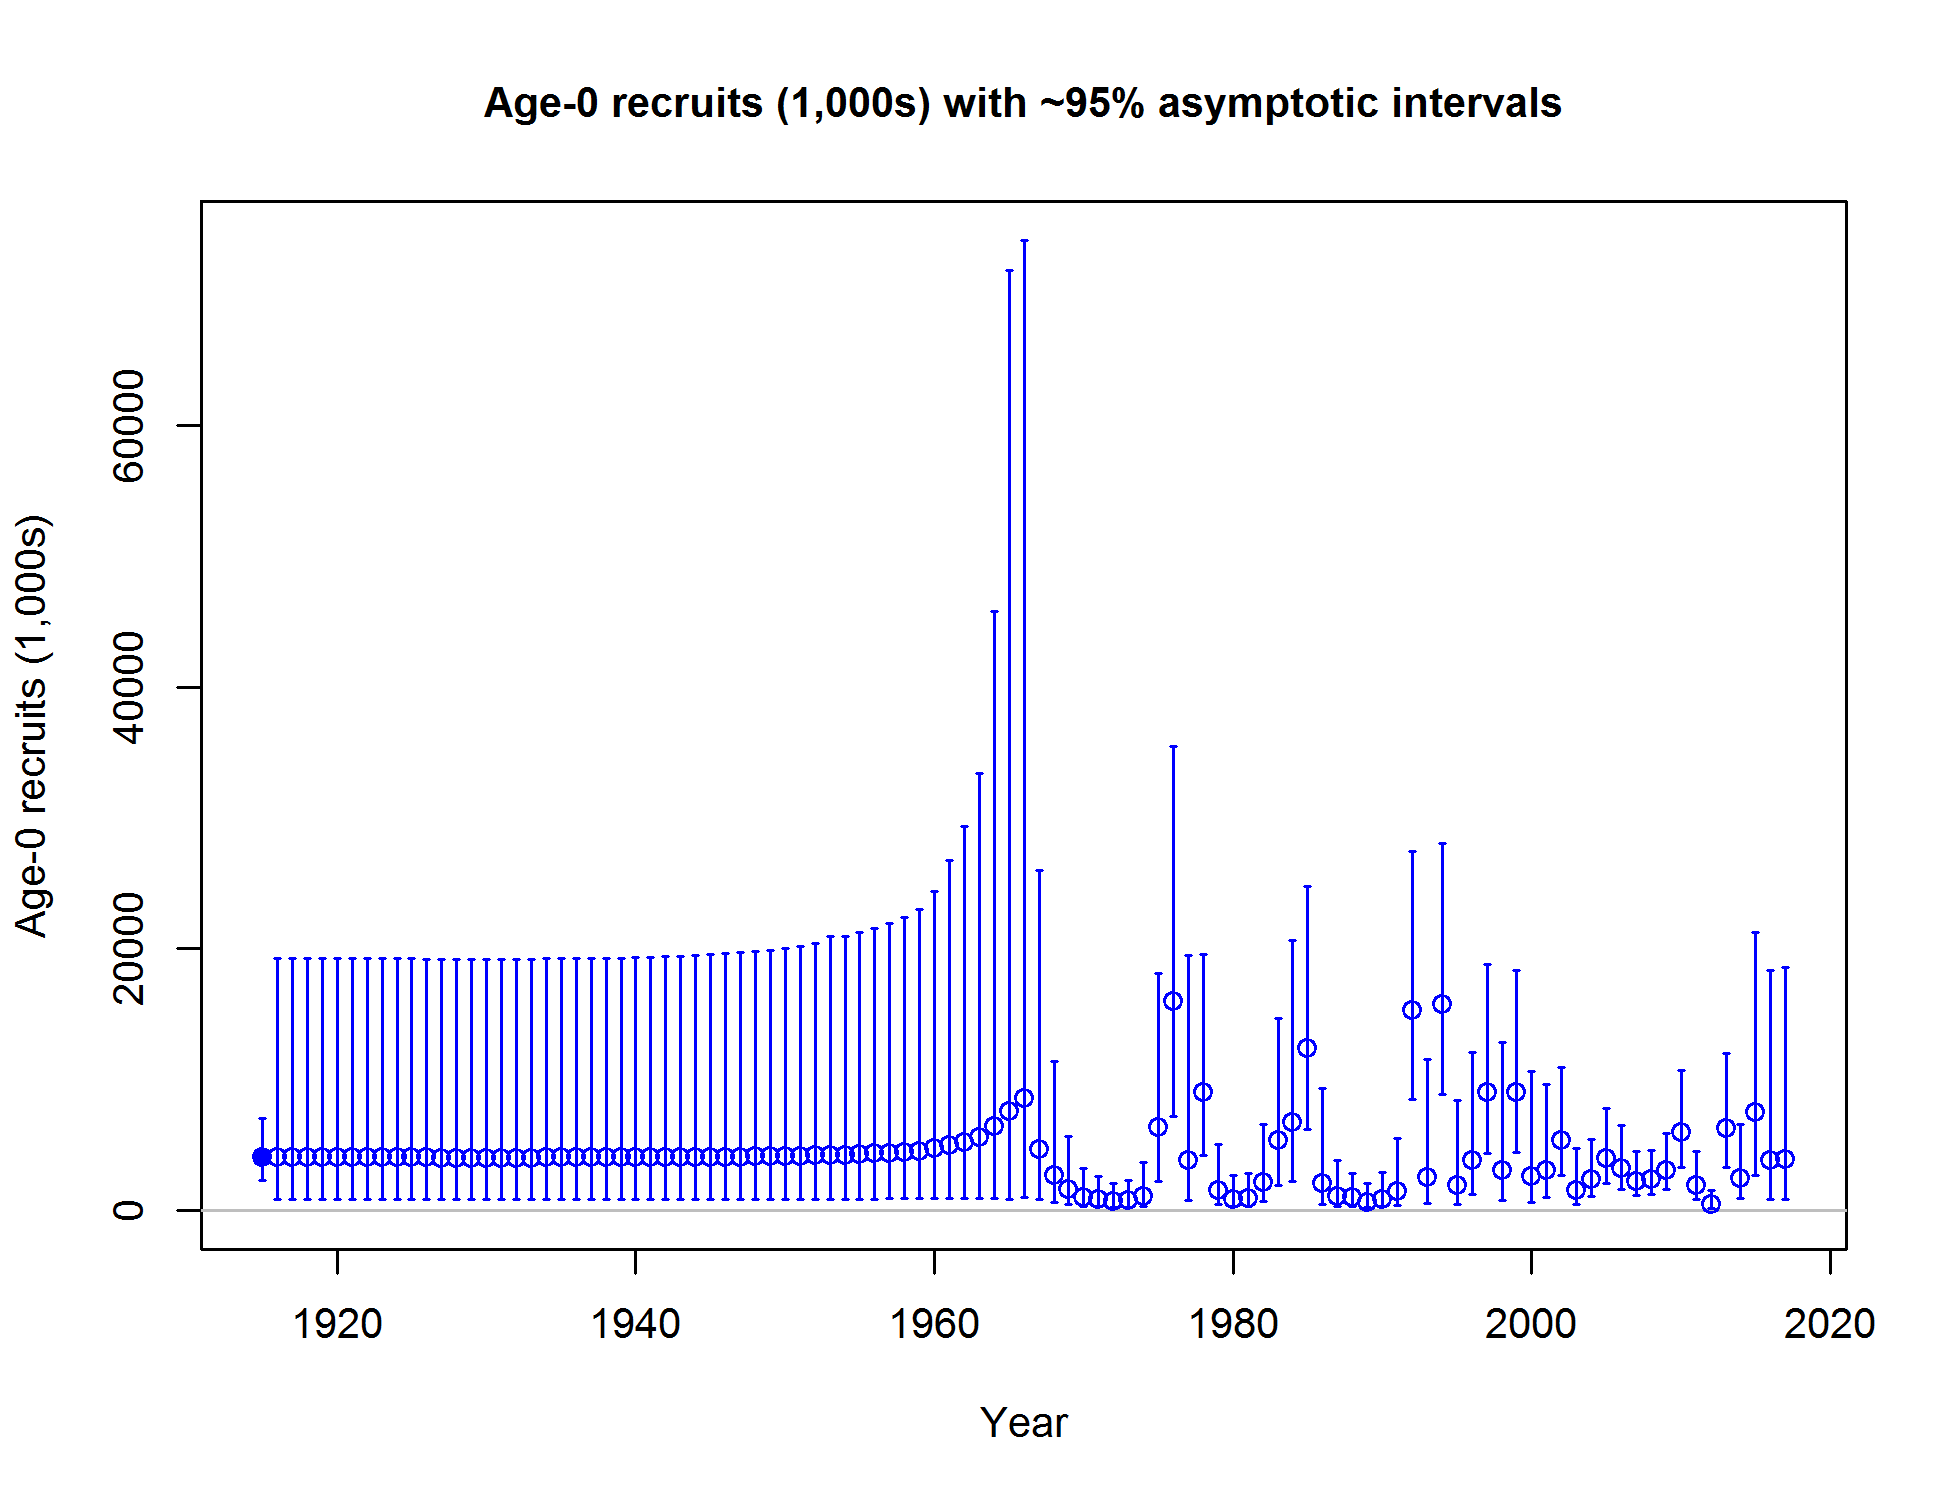 Age-0 recruits (1,000s) with ~95% asymptotic intervals
Age-0 recruits (1,000s)
60000
40000
20000
0
1920 1940 1960 1980 2000 2020
Year